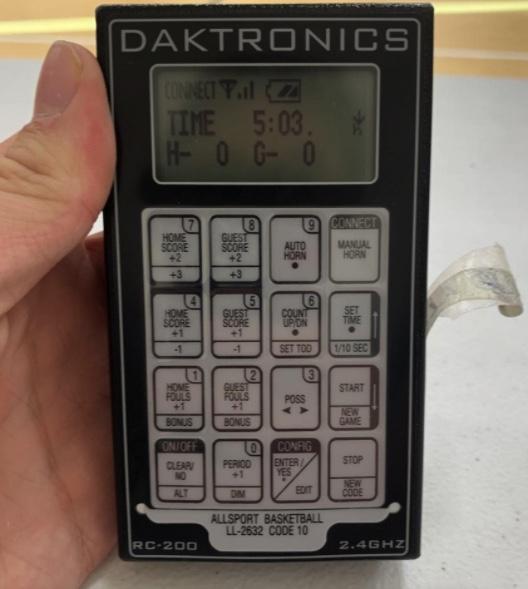 DAKTRONICS
CONNECT
TIME 5:03.
H- 0 G- 0
7
HOME
SCORE
+2
+3
8
GUEST
SCORE
+2
+3
9
AUTO
HORN
CONNECT
MANUAL
HORN
4
HOME
SCORE
+1
-1
5
GUEST
SCORE
+1
-1
6
COUNT
UP/DN
SET TOD
SET
TIME
1/10 SEC
1
HOME
FOULS
+1
BONUS
2
GUEST
FOULS
+1
BONUS
3
POSS
START
NEW
GAME
ON/OFF
CLEAR/
NO
ALT
0
PERIOD
+1
DIM
CONFIG
ENTER/
YES
EDIT
STOP
NEW
CODE
ALLSPORT BASKETBALL
LL-2632 CODE 10
RC-200
2.4GHZ